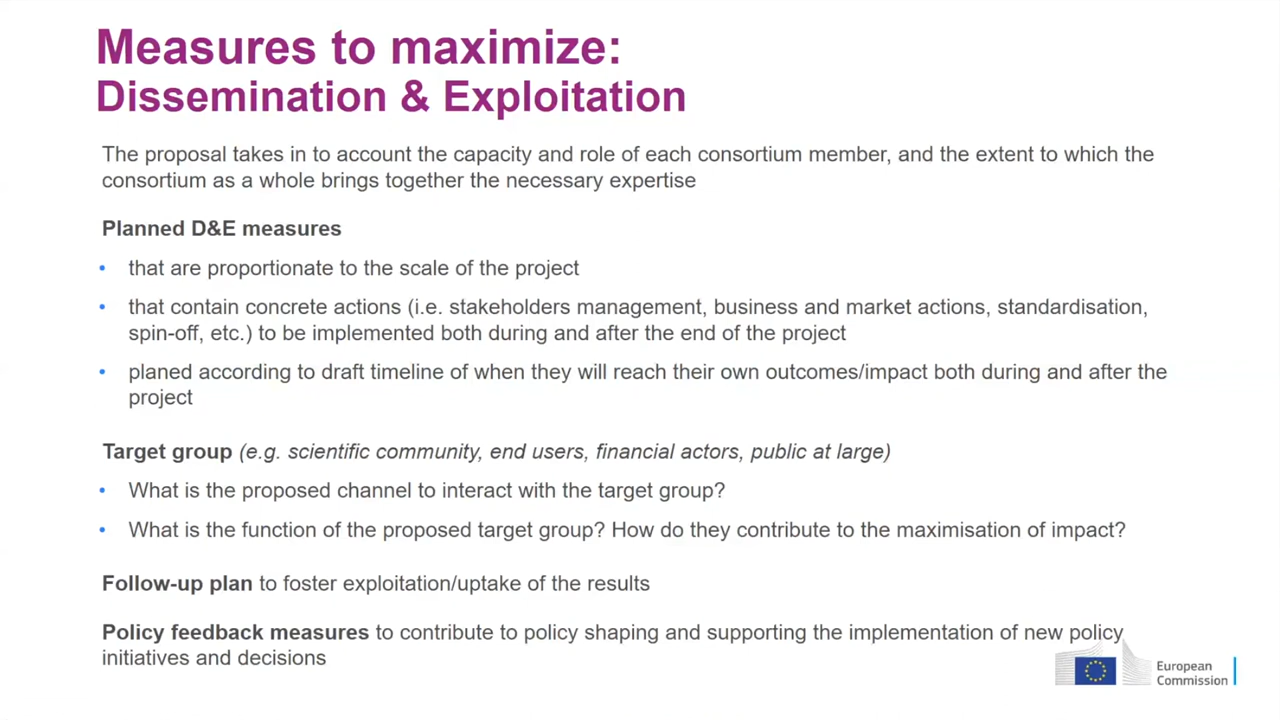 Measures to maximize:
Dissemination & Exploitation
The proposal takes in to account the capacity and role of each consortium member, and the extent to which the
consortium as a whole brings together the necessary expertise
Planned D&E measures
• that are proportionate to the scale of the project
• that contain concrete actions (i.e. stakeholders management, business and market actions, standardisation,
spin-off, etc.) to be implemented both during and after the end of the project
• planed according to draft timeline of when they will reach their own outcomes/impact both during and after the
project
Target group (e.g. scientific community, end users, financial actors, public at large)
• What is the proposed channel to interact with the target group?
• What is the function of the proposed target group? How do they contribute to the maximisation of impact?
Follow-up plan to foster exploitation/uptake of the results
Policy feedback measures to contribute to policy shaping and supporting the implementation of new policy
initiatives and decisions
European
Commission